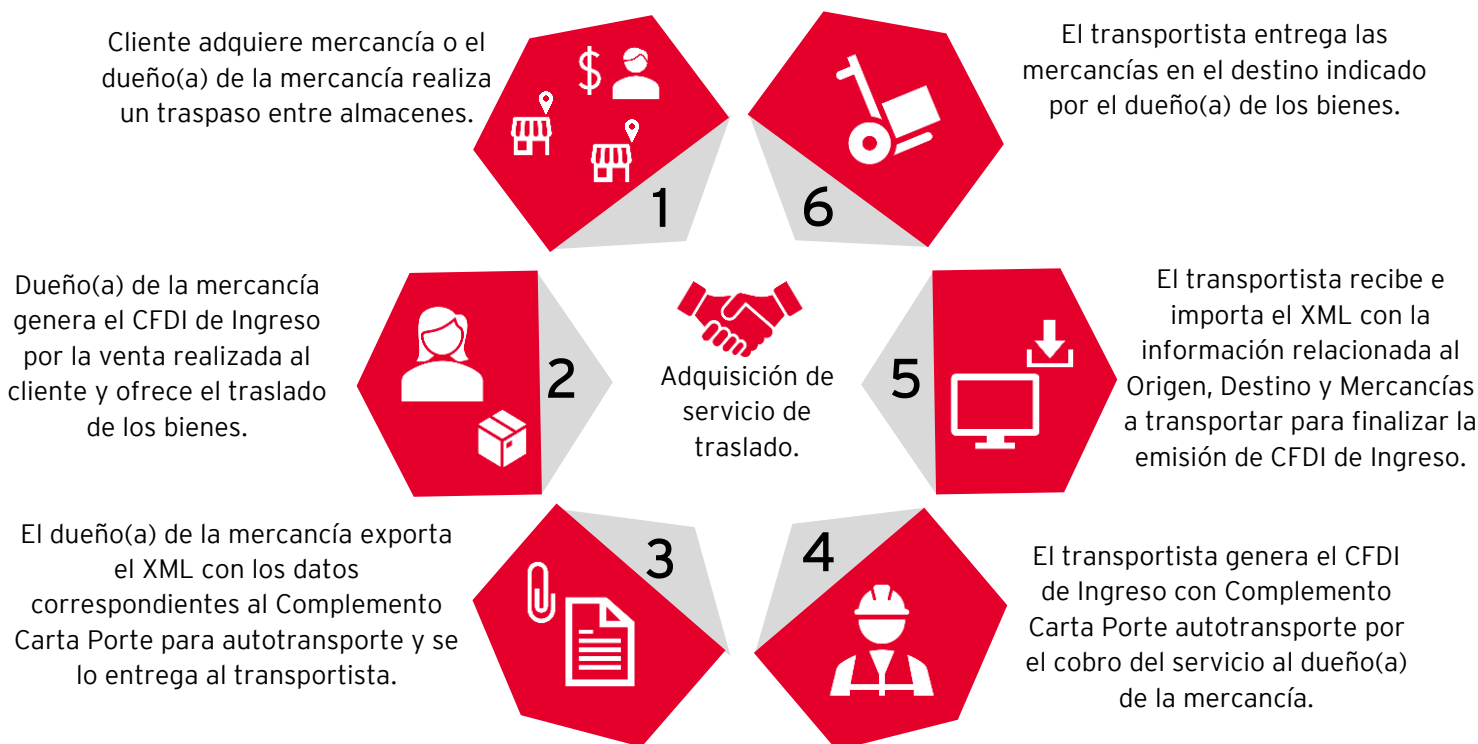 Cliente adquiere mercancía o el
dueño(a) de la mercancía realiza
un traspaso entre almacenes.
$
1
Dueño(a) de la mercancía
genera el CFDI de Ingreso
por la venta realizada al
cliente y ofrece el traslado
de los bienes.
2
El dueño(a) de la mercancía exporta
el XML con los datos
correspondientes al Complemento
Carta Porte para autotransporte y se
lo entrega al transportista.
3
Adquisición de
servicio de
traslado.
4
El transportista genera el CFDI
de Ingreso con Complemento
Carta Porte autotransporte por
el cobro del servicio al dueño(a)
de la mercancía.
5
El transportista recibe e
importa el XML con la
información relacionada al
Origen, Destino y Mercancías
a transportar para finalizar la
emisión de CFDI de Ingreso.
6
El transportista entrega las
mercancías en el destino indicado
por el dueño(a) de los bienes.